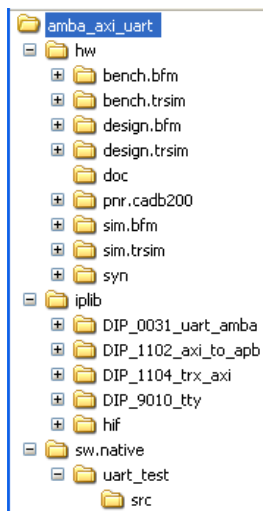 amba_axi_uart
hw
bench.bfm
bench.trsim
design.bfm
design.trsim
doc
pnr.cadb200
sim.bfm
sim.trsim
syn
iplib
DIP_0031_uart_amba
DIP_1102_axi_to_apb
DIP_1104_trx_axi
DIP_9010_tty
hif
sw.native
uart_test
src